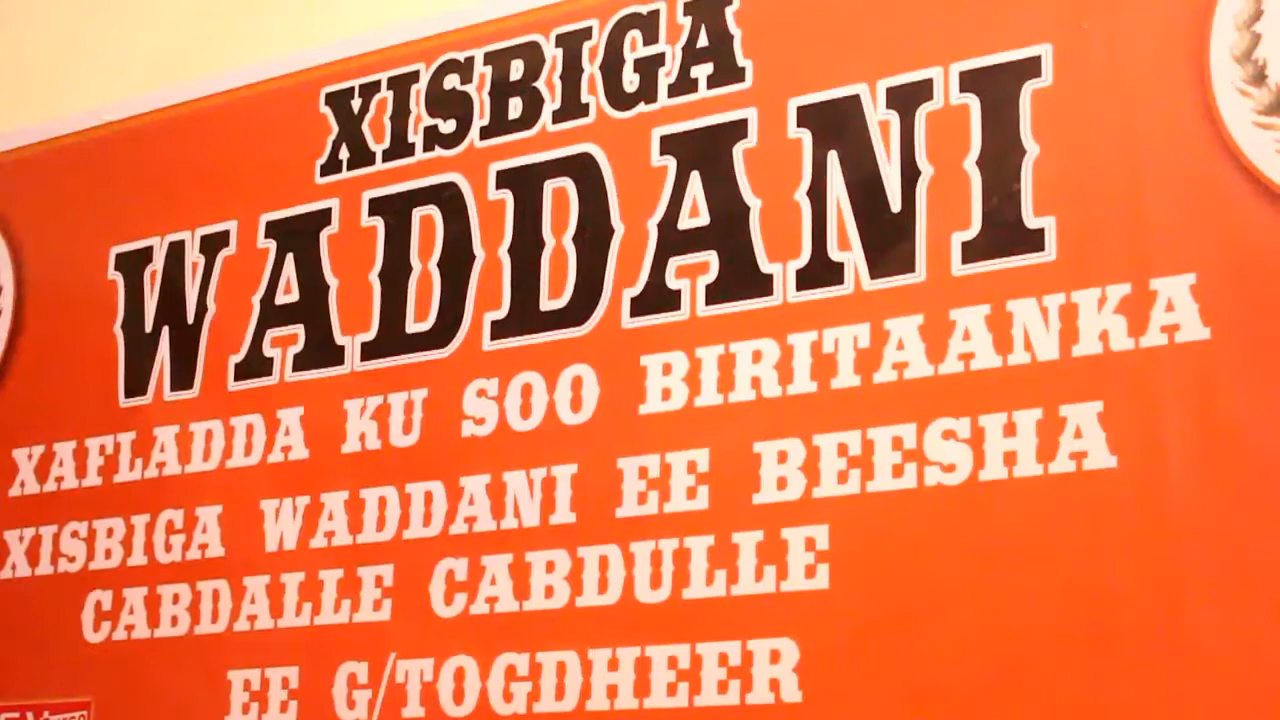 XISBIGA
WADDANI
XAFLADDA KU SOO BIRITAANKA
XISBIGA WADDANI EE BEESHA
CABDALLE CABDULLE
EE G/TOGDHEER